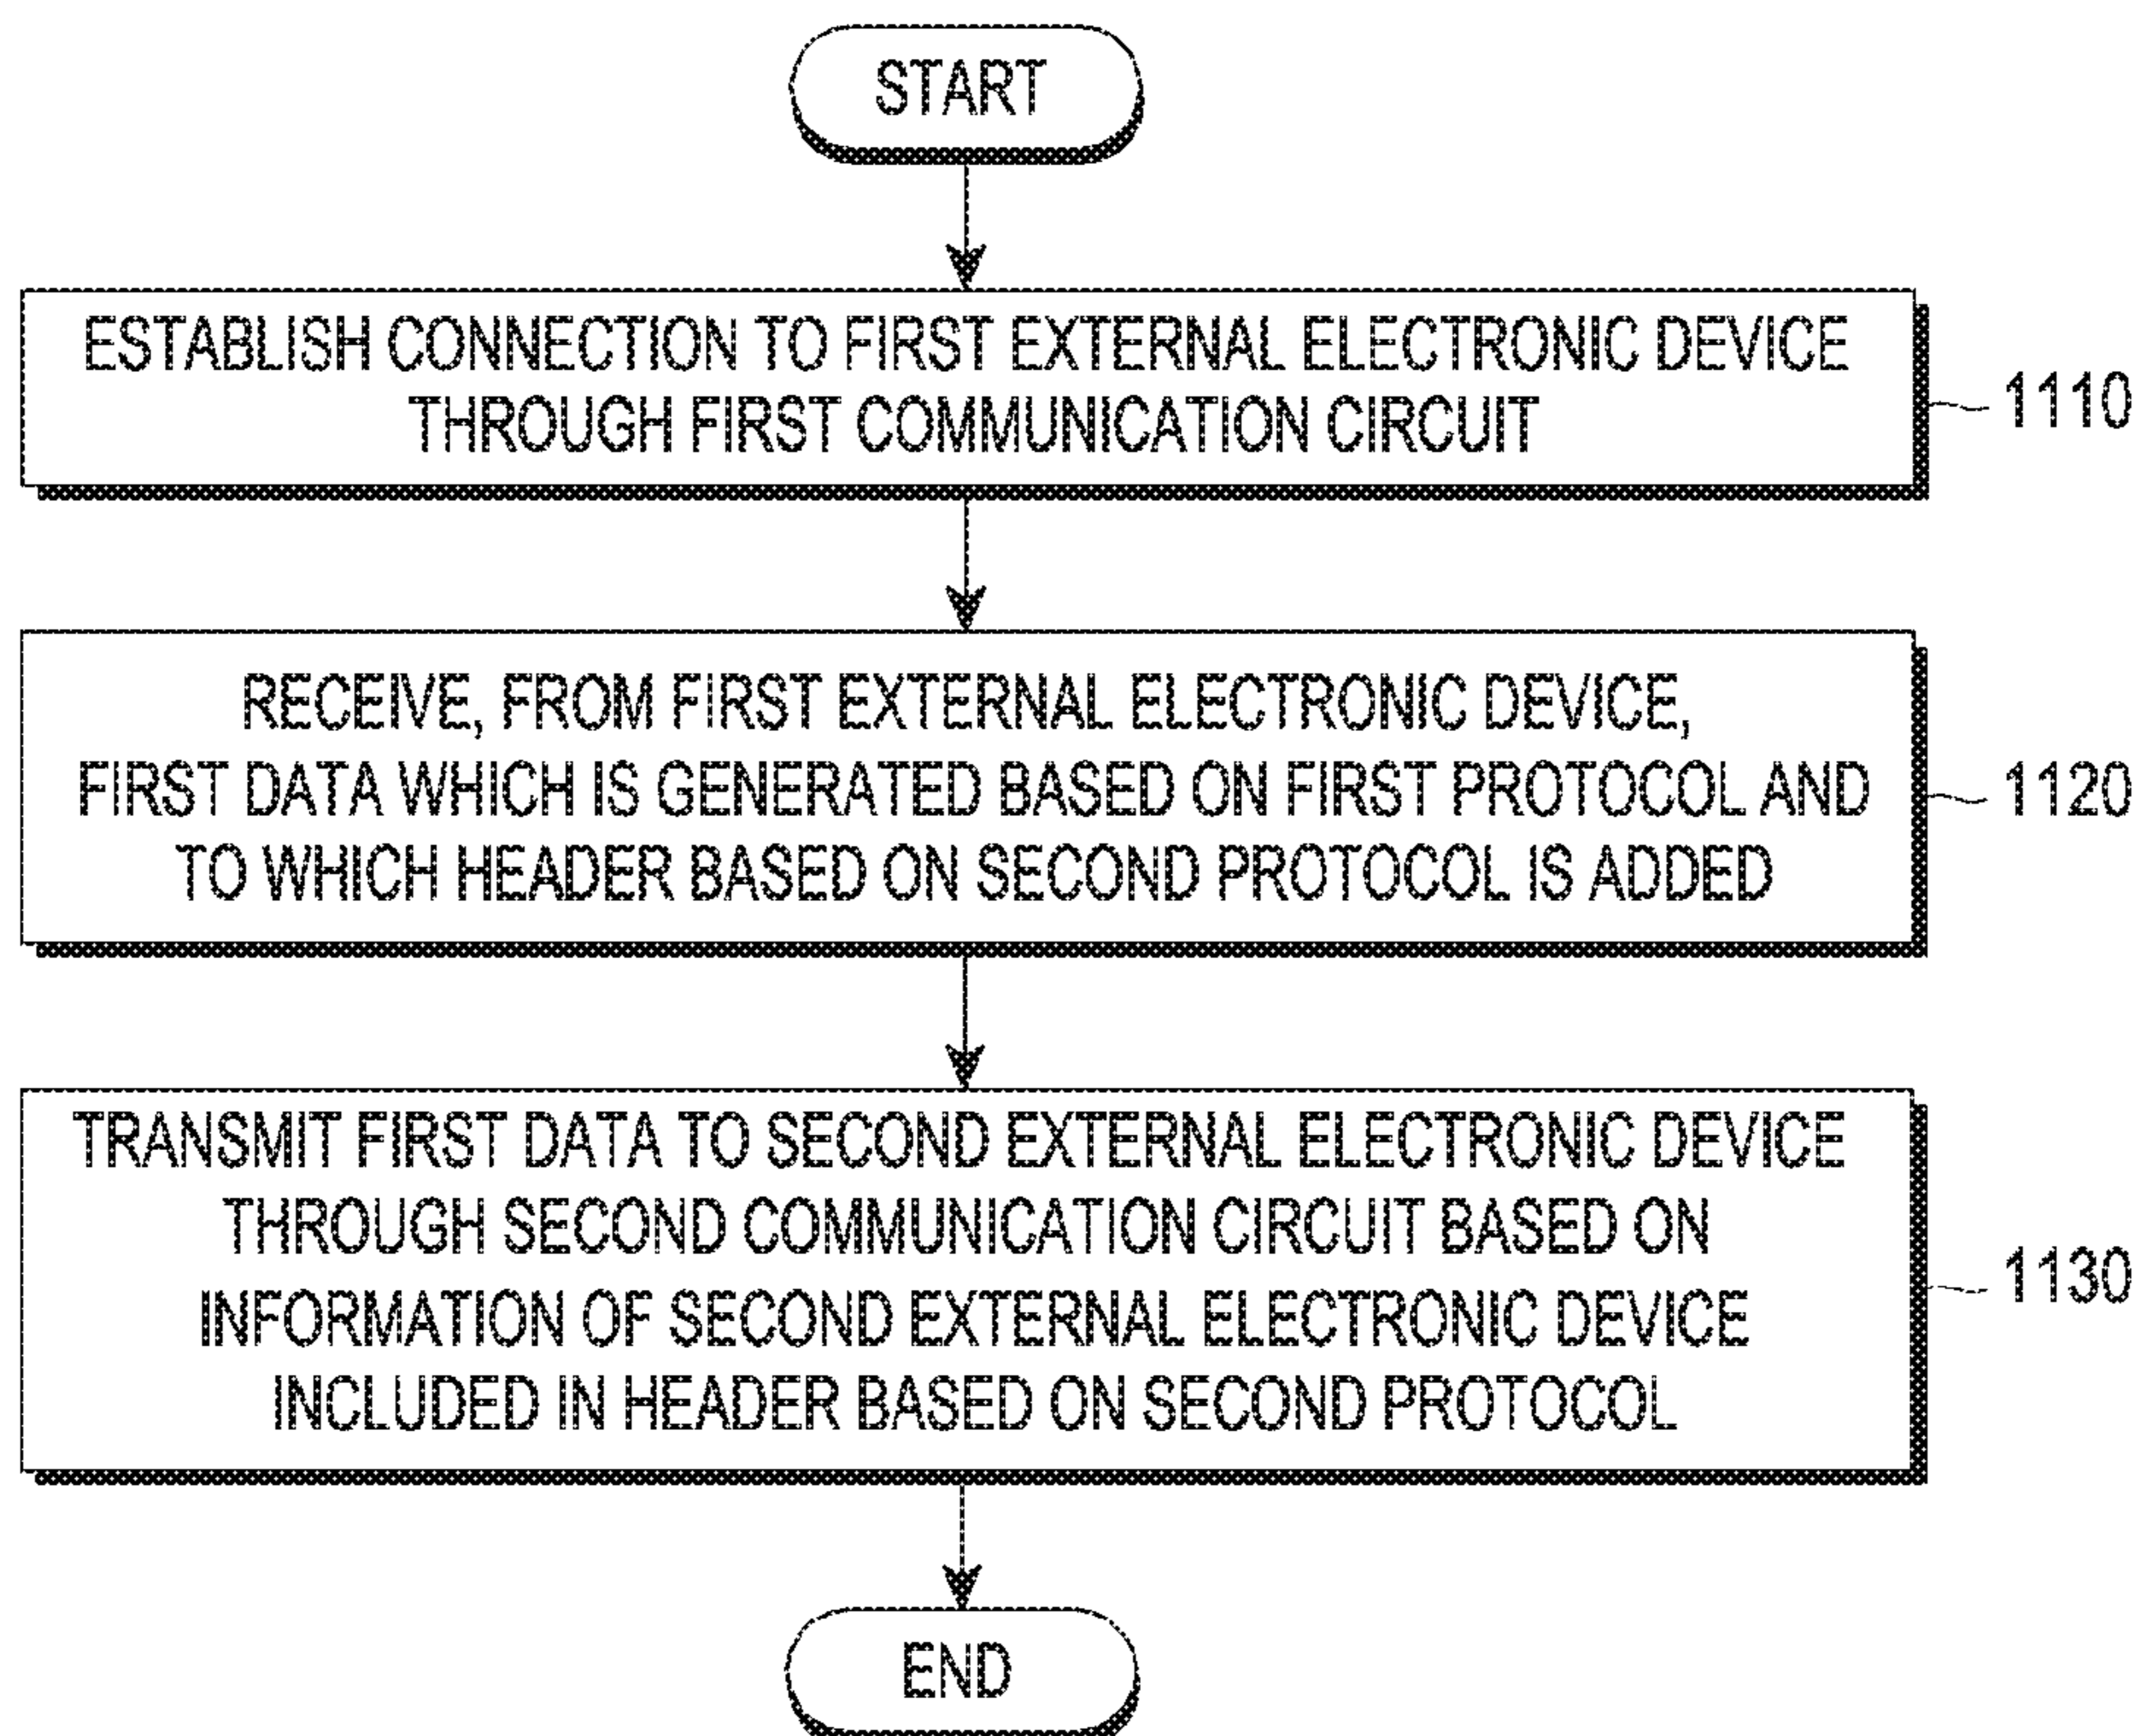 START
ESTABLISH CONNECTION TO FIRST EXTERNAL ELECTRONIC DEVICE
THROUGH FIRST COMMUNICATION CIRCUIT
1110
RECEIVE, FROM FIRST EXTERNAL ELECTRONIC DEVICE,
FIRST DATA WHICH IS GENERATED BASED ON FIRST PROTOCOL AND
TO WHICH HEADER BASED ON SECOND PROTOCOL IS ADDED
1120
TRANSMIT FIRST DATA TO SECOND EXTERNAL ELECTRONIC DEVICE
THROUGH SECOND COMMUNICATION CIRCUIT BASED ON
INFORMATION OF SECOND EXTERNAL ELECTRONIC DEVICE
INCLUDED IN HEADER BASED ON SECOND PROTOCOL
1130
END